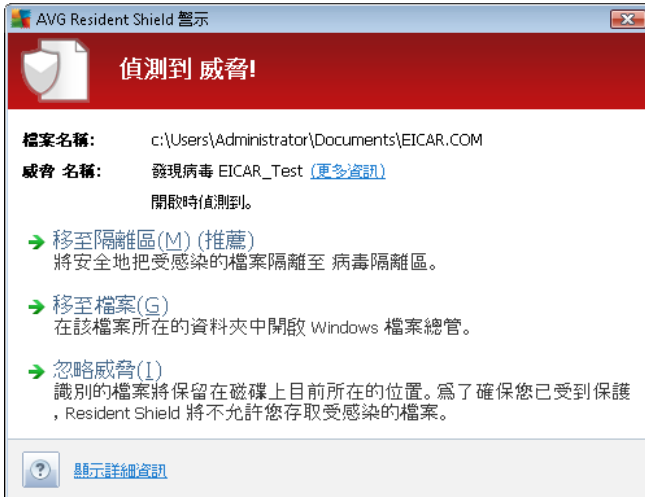 AVG Resident Shield 警示
偵測到 威脅!
檔案名稱: c:\Users\Administrator\Documents\EICAR.COM
威脅 名稱: 發現病毒 EICAR_Test (更多資訊)
開啟時偵測到。
移至隔離區(M) (推薦)
將安全地把受感染的檔案隔離至 病毒隔離區。
移至檔案(G)
在該檔案所在的資料夾中開啟 Windows 檔案總管。
忽略威脅(I)
識別的檔案將保留在磁碟上目前所在的位置。為了確保您已受到保護
, Resident Shield 將不允許您存取受感染的檔案。
顯示詳細資訊